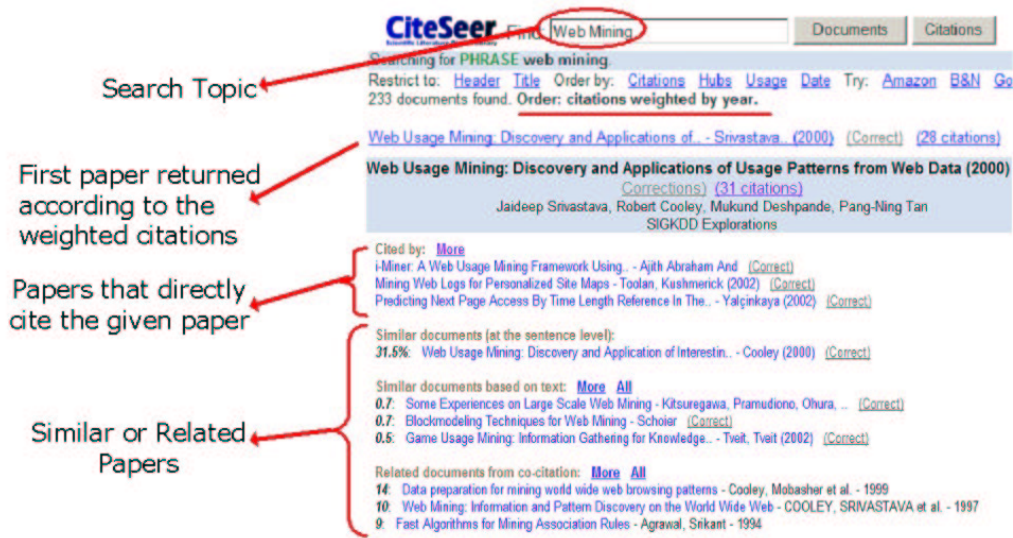 CiteSeer Find: Web Mining Documents Citations
Searching for PHRASE web mining.
Search Topic
Restrict to: Header Title Order by: Citations Hubs Usage Date Try: Amazon B&N Go
233 documents found. Order: citations weighted by year.
Web Usage Mining: Discovery and Applications of.. - Srivastava.. (2000) (Correct) (28 citations)
First paper returned
according to the
weighted citations
Web Usage Mining: Discovery and Applications of Usage Patterns from Web Data (2000)
Corrections) (31 citations)
Jaideep Srivastava, Robert Cooley, Mukund Deshpande, Pang-Ning Tan
SIGKDD Explorations
Papers that directly
cite the given paper
Cited by: More
i-Miner: A Web Usage Mining Framework Using.. - Ajith Abraham And (Correct)
Mining Web Logs for Personalized Site Maps - Toolan, Kushmerick (2002) (Correct)
Predicting Next Page Access By Time Length Reference In The.. - Yalçinkaya (2002) (Correct)
Similar or Related
Papers
Similar documents (at the sentence level):
31.5%: Web Usage Mining: Discovery and Application of Interestin.. - Cooley (2000) (Correct)
Similar documents based on text: More All
0.7: Some Experiences on Large Scale Web Mining - Kitsuregawa, Pramudiono, Ohura, .. (Correct)
0.7: Blockmodeling Techniques for Web Mining - Schoier (Correct)
0.5: Game Usage Mining: Information Gathering for Knowledge.. - Tveit, Tveit (2002) (Correct)
Related documents from co-citation: More All
14: Data preparation for mining world wide web browsing patterns - Cooley, Mobasher et al. - 1999
10: Web Mining: Information and Pattern Discovery on the World Wide Web - COOLEY, SRIVASTAVA et al. - 1997
9: Fast Algorithms for Mining Association Rules - Agrawal, Srikant - 1994